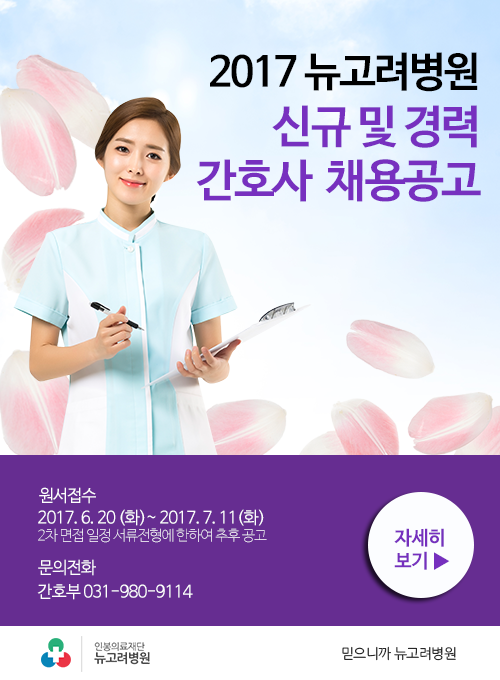 2017 뉴고려병원
신규 및 경력
간호사 채용공고
원서접수
2017. 6. 20 (화) ~ 2017. 7. 11 (화)
2차 면접 일정 서류전형에 한하여 추후 공고
문의전화
간호부 031-980-9114
자세히
보기 ▶
인봉의료재단
뉴고려병원
믿으니까 뉴고려병원